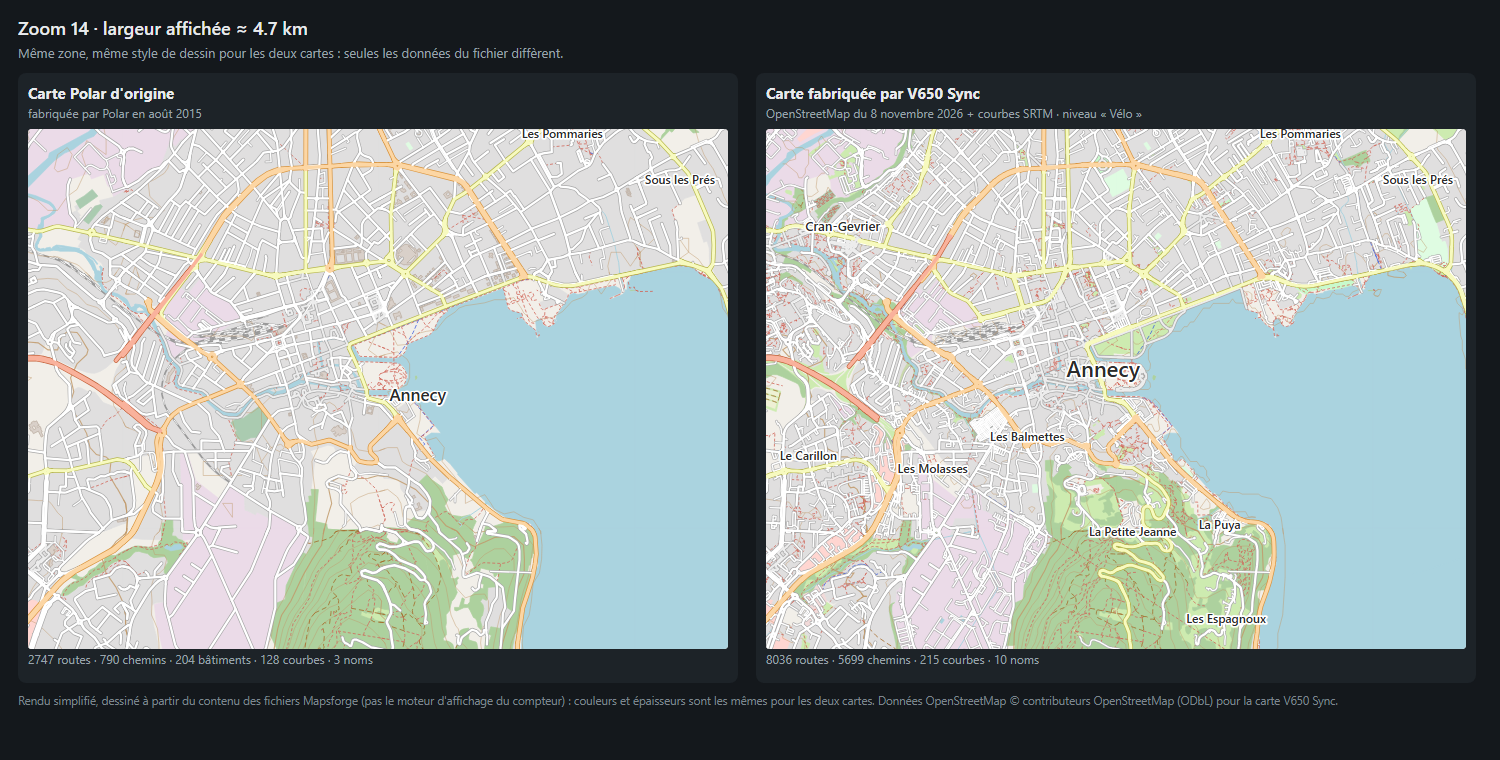 Zoom 14 · largeur affichée ≈ 4.7 km
Même zone, même style de dessin pour les deux cartes : seules les données du fichier diffèrent.
Carte Polar d'origine
fabriquée par Polar en août 2015
Les Pommaries
Sous les Prés
Annecy
2747 routes · 790 chemins · 204 bâtiments · 128 courbes · 3 noms
Carte fabriquée par V650 Sync
OpenStreetMap du 8 novembre 2026 + courbes SRTM · niveau « Vélo »
Les Pommaries
Sous les Prés
Cran-Gevrier
Annecy
Les Balmettes
Le Carillon
Les Molasses
La Puya
La Petite Jeanne
Les Espagnoux
8036 routes · 5699 chemins · 215 courbes · 10 noms
Rendu simplifié, dessiné à partir du contenu des fichiers Mapsforge (pas le moteur d'affichage du compteur) : couleurs et épaisseurs sont les mêmes pour les deux cartes. Données OpenStreetMap © contributeurs OpenStreetMap (ODbL) pour la carte V650 Sync.